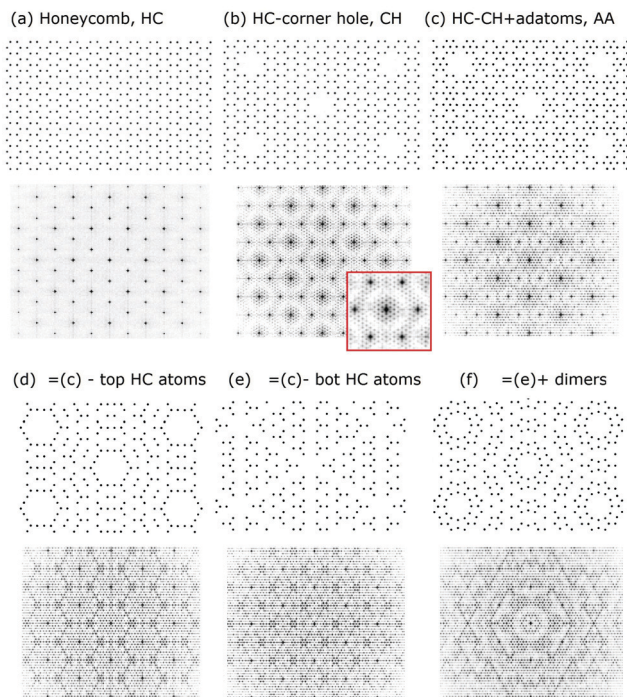 (a) Honeycomb, HC
(b) HC-corner hole, CH
(c) HC-CH+adatoms, AA
(d) =(c) - top HC atoms
(e) =(c)- bot HC atoms
(f) =(e)+ dimers